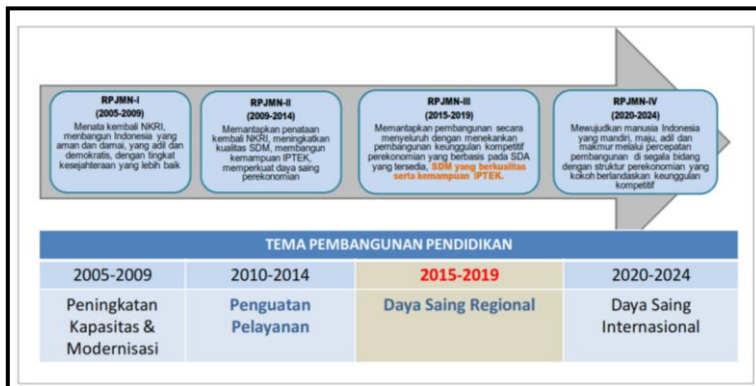 RPJMN-I
(2005-2009)
Menata kembali NKRI,
menbangun Indonesia yang
aman dan damai, yang adil dan
demokratis, dengan tingkat
kesejahteraan yang lebih baik
RPJMN-II
(2009-2014)
Memantapkan penataan
kembali NKRI, meningkatkan
kualitas SDM, membangun
kemampuan IPTEK,
memperkuat daya saing
perekonomian
RPJMN-III
(2015-2019)
Memantapkan pembangunan secara
menyeluruh dengan menekankan
pembangunan keunggulan kompetitif
perekonomian yang berbasis pada SDA
yang tersedia, SDM yang berkualitas
serta kemampuan IPTEK.
RPJMN-IV
(2020-2024)
Mewujudkan manusia Indonesia
yang mandiri, maju, adil dan
makmur melalui percepatan
pembangunan di segala bidang
dengan struktur perekonomian yang
kokoh berlandaskan keunggulan
kompetitif
TEMA PEMBANGUNAN PENDIDIKAN
2005-2009
2010-2014
2015-2019
2020-2024
Peningkatan
Kapasitas &
Modernisasi
Penguatan
Pelayanan
Daya Saing Regional
Daya Saing
Internasional